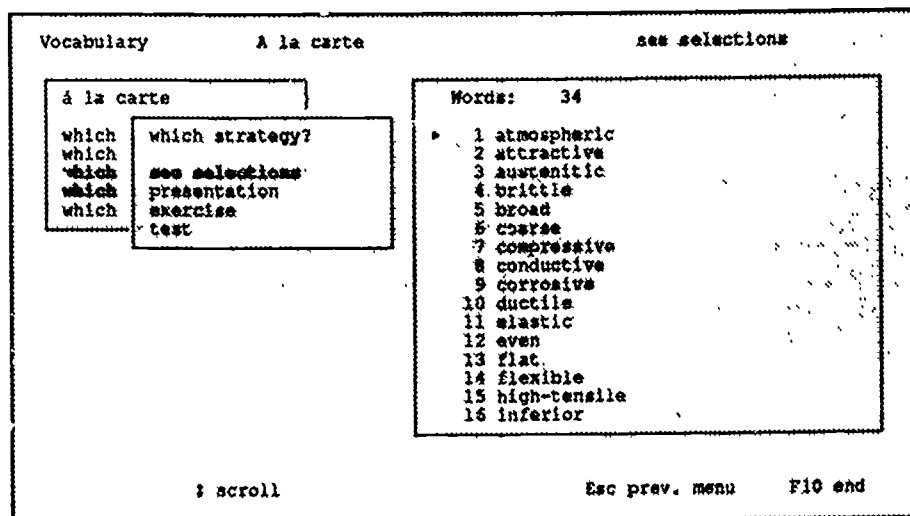 Vocabulary A la carte see selections
á la carte
which
which
which
which
which
which strategy?
see selections
presentation
exercise
test
Words: 34
1 atmospheric
2 attractive
3 austenitic
4 brittle
5 broad
6 coarse
7 compressive
8 conductive
9 corrosive
10 ductile
11 elastic
12 even
13 flat
14 flexible
15 high-tensile
16 inferior
↕ scroll Esc prev. menu F10 end